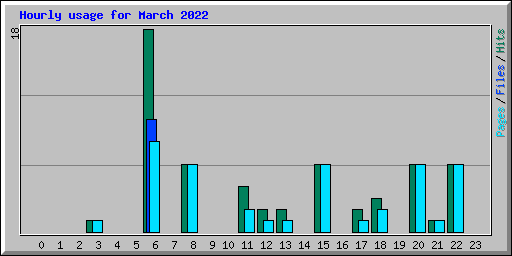 Hourly usage for March 2022
18
Pages / Files / Hits
0 1 2 3 4 5 6 7 8 9 10 11 12 13 14 15 16 17 18 19 20 21 22 23